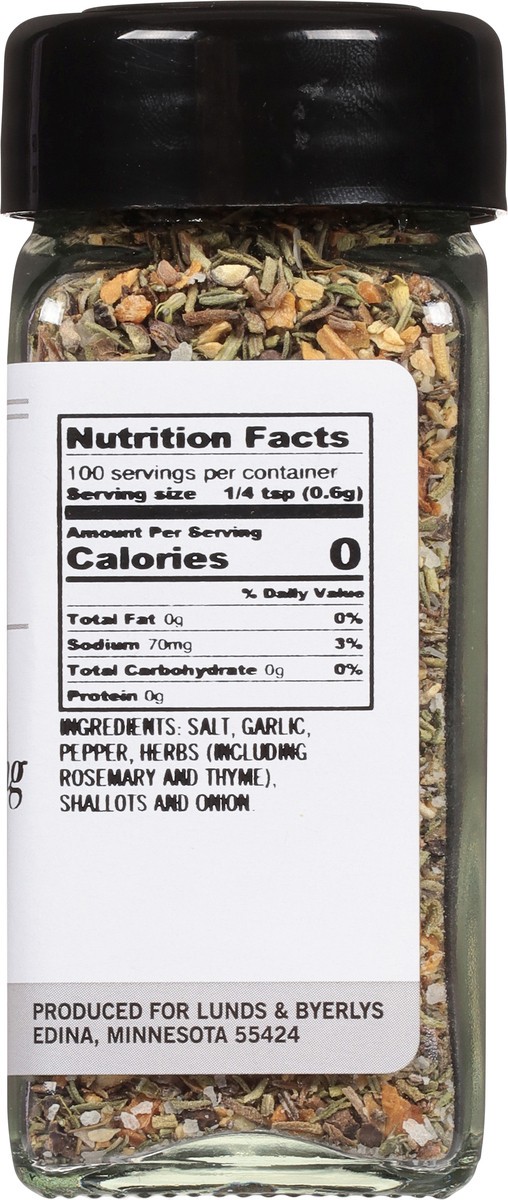 Nutrition Facts
100 servings per container
Serving size 1/4 tsp (0.6g)
Amount Per Serving
Calories 0
% Daily Value
Total Fat 0g 0%
Sodium 70mg 3%
Total Carbohydrate 0g 0%
Protein 0g
INGREDIENTS: SALT, GARLIC,
PEPPER, HERBS (INCLUDING
ROSEMARY AND THYME),
SHALLOTS AND ONION.
PRODUCED FOR LUNDS & BYERLYS
EDINA, MINNESOTA 55424